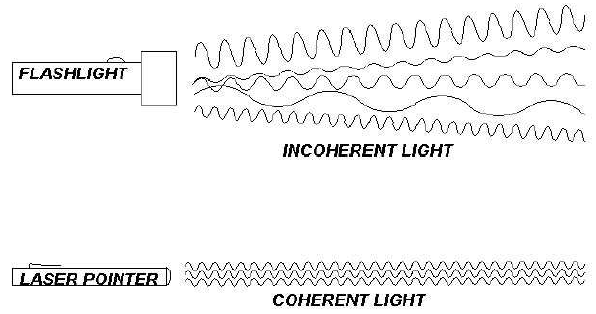 FLASHLIGHT
INCOHERENT LIGHT
LASER POINTER
COHERENT LIGHT